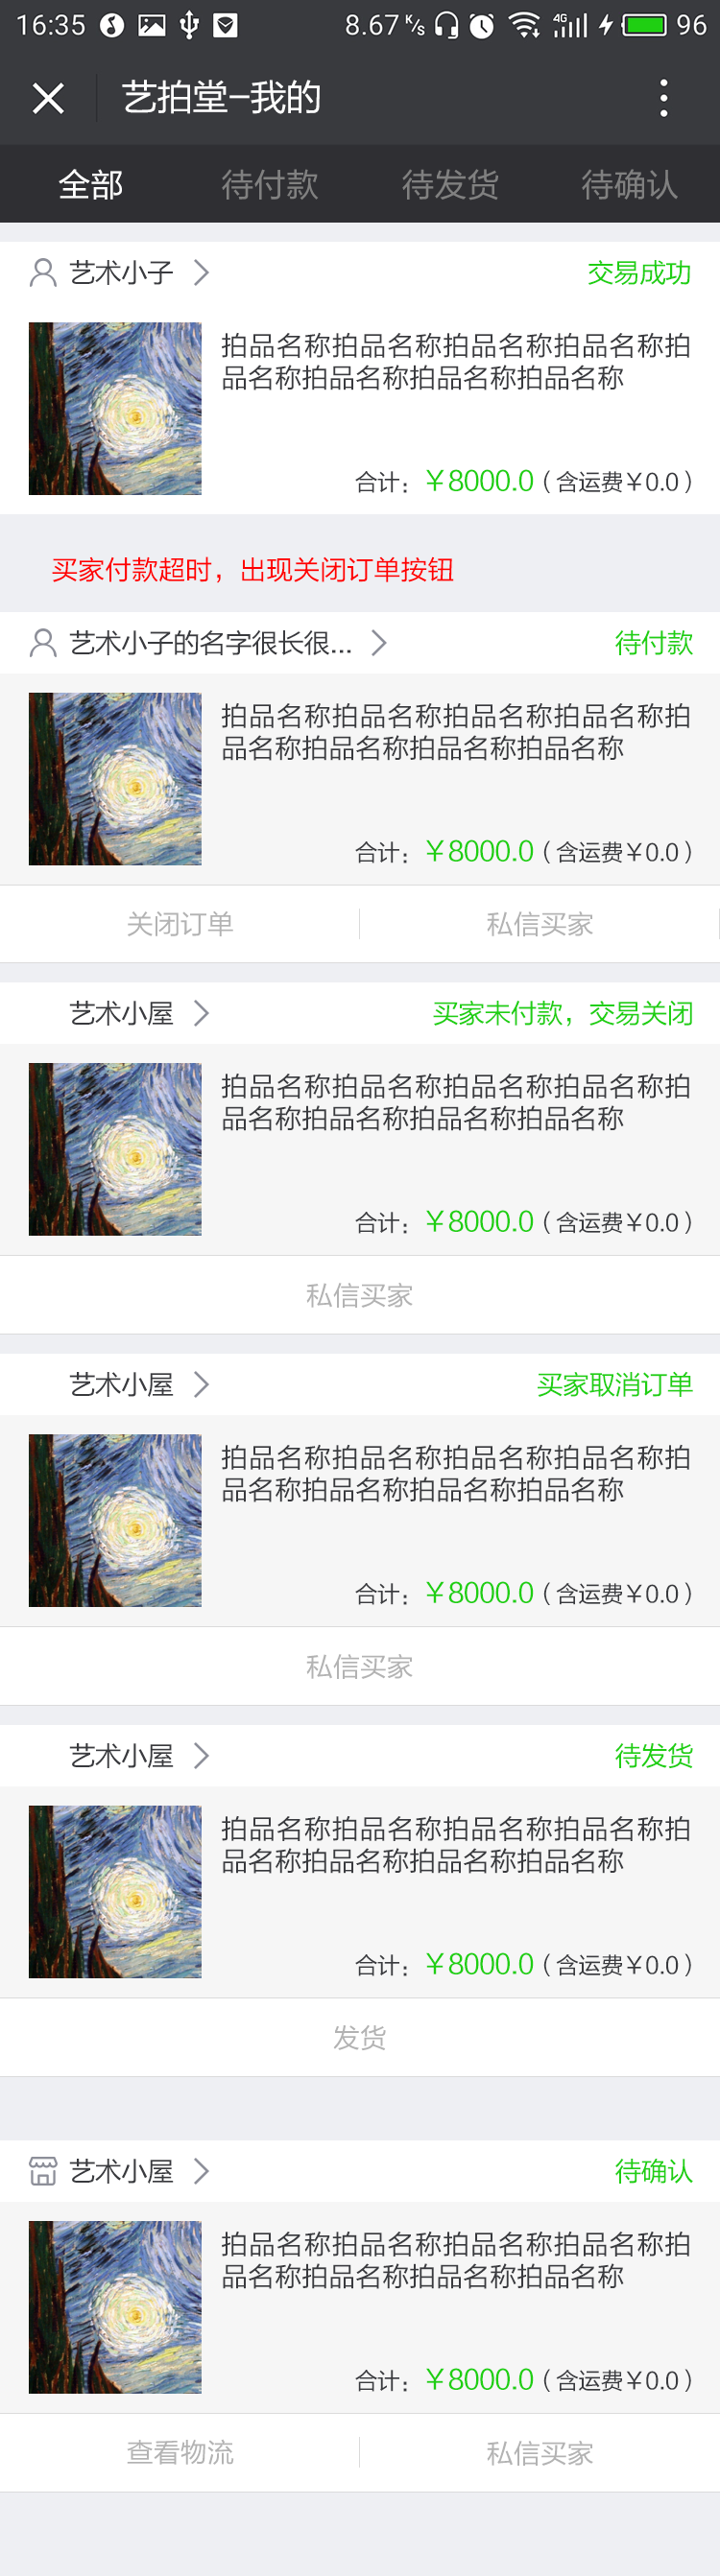 16:35 8.67 K/s 4G 96
艺拍堂-我的
全部 待付款 待发货 待确认
艺术小子 交易成功
拍品名称拍品名称拍品名称拍品名称拍
品名称拍品名称拍品名称拍品名称
合计：￥8000.0（含运费￥0.0）
买家付款超时，出现关闭订单按钮
艺术小子的名字很长很... 待付款
拍品名称拍品名称拍品名称拍品名称拍
品名称拍品名称拍品名称拍品名称
合计：￥8000.0（含运费￥0.0）
关闭订单 私信买家
艺术小屋 买家未付款，交易关闭
拍品名称拍品名称拍品名称拍品名称拍
品名称拍品名称拍品名称拍品名称
合计：￥8000.0（含运费￥0.0）
私信买家
艺术小屋 买家取消订单
拍品名称拍品名称拍品名称拍品名称拍
品名称拍品名称拍品名称拍品名称
合计：￥8000.0（含运费￥0.0）
私信买家
艺术小屋 待发货
拍品名称拍品名称拍品名称拍品名称拍
品名称拍品名称拍品名称拍品名称
合计：￥8000.0（含运费￥0.0）
发货
艺术小屋 待确认
拍品名称拍品名称拍品名称拍品名称拍
品名称拍品名称拍品名称拍品名称
合计：￥8000.0（含运费￥0.0）
查看物流 私信买家